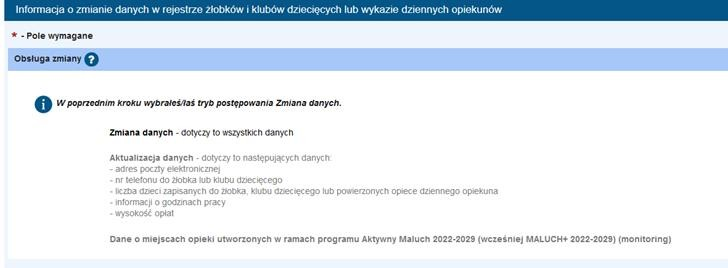 Informacja o zmianie danych w rejestrze żłobków i klubów dziecięcych lub wykazie dziennych opiekunów
* - Pole wymagane
Obsługa zmiany ?
i W poprzednim kroku wybrałeś/łaś tryb postępowania Zmiana danych.
Zmiana danych - dotyczy to wszystkich danych
Aktualizacja danych - dotyczy to następujących danych:
- adres poczty elektronicznej
- nr telefonu do żłobka lub klubu dziecięcego
- liczba dzieci zapisanych do żłobka, klubu dziecięcego lub powierzonych opiece dziennego opiekuna
- informacji o godzinach pracy
- wysokość opłat
Dane o miejscach opieki utworzonych w ramach programu Aktywny Maluch 2022-2029 (wcześniej MALUCH+ 2022-2029) (monitoring)